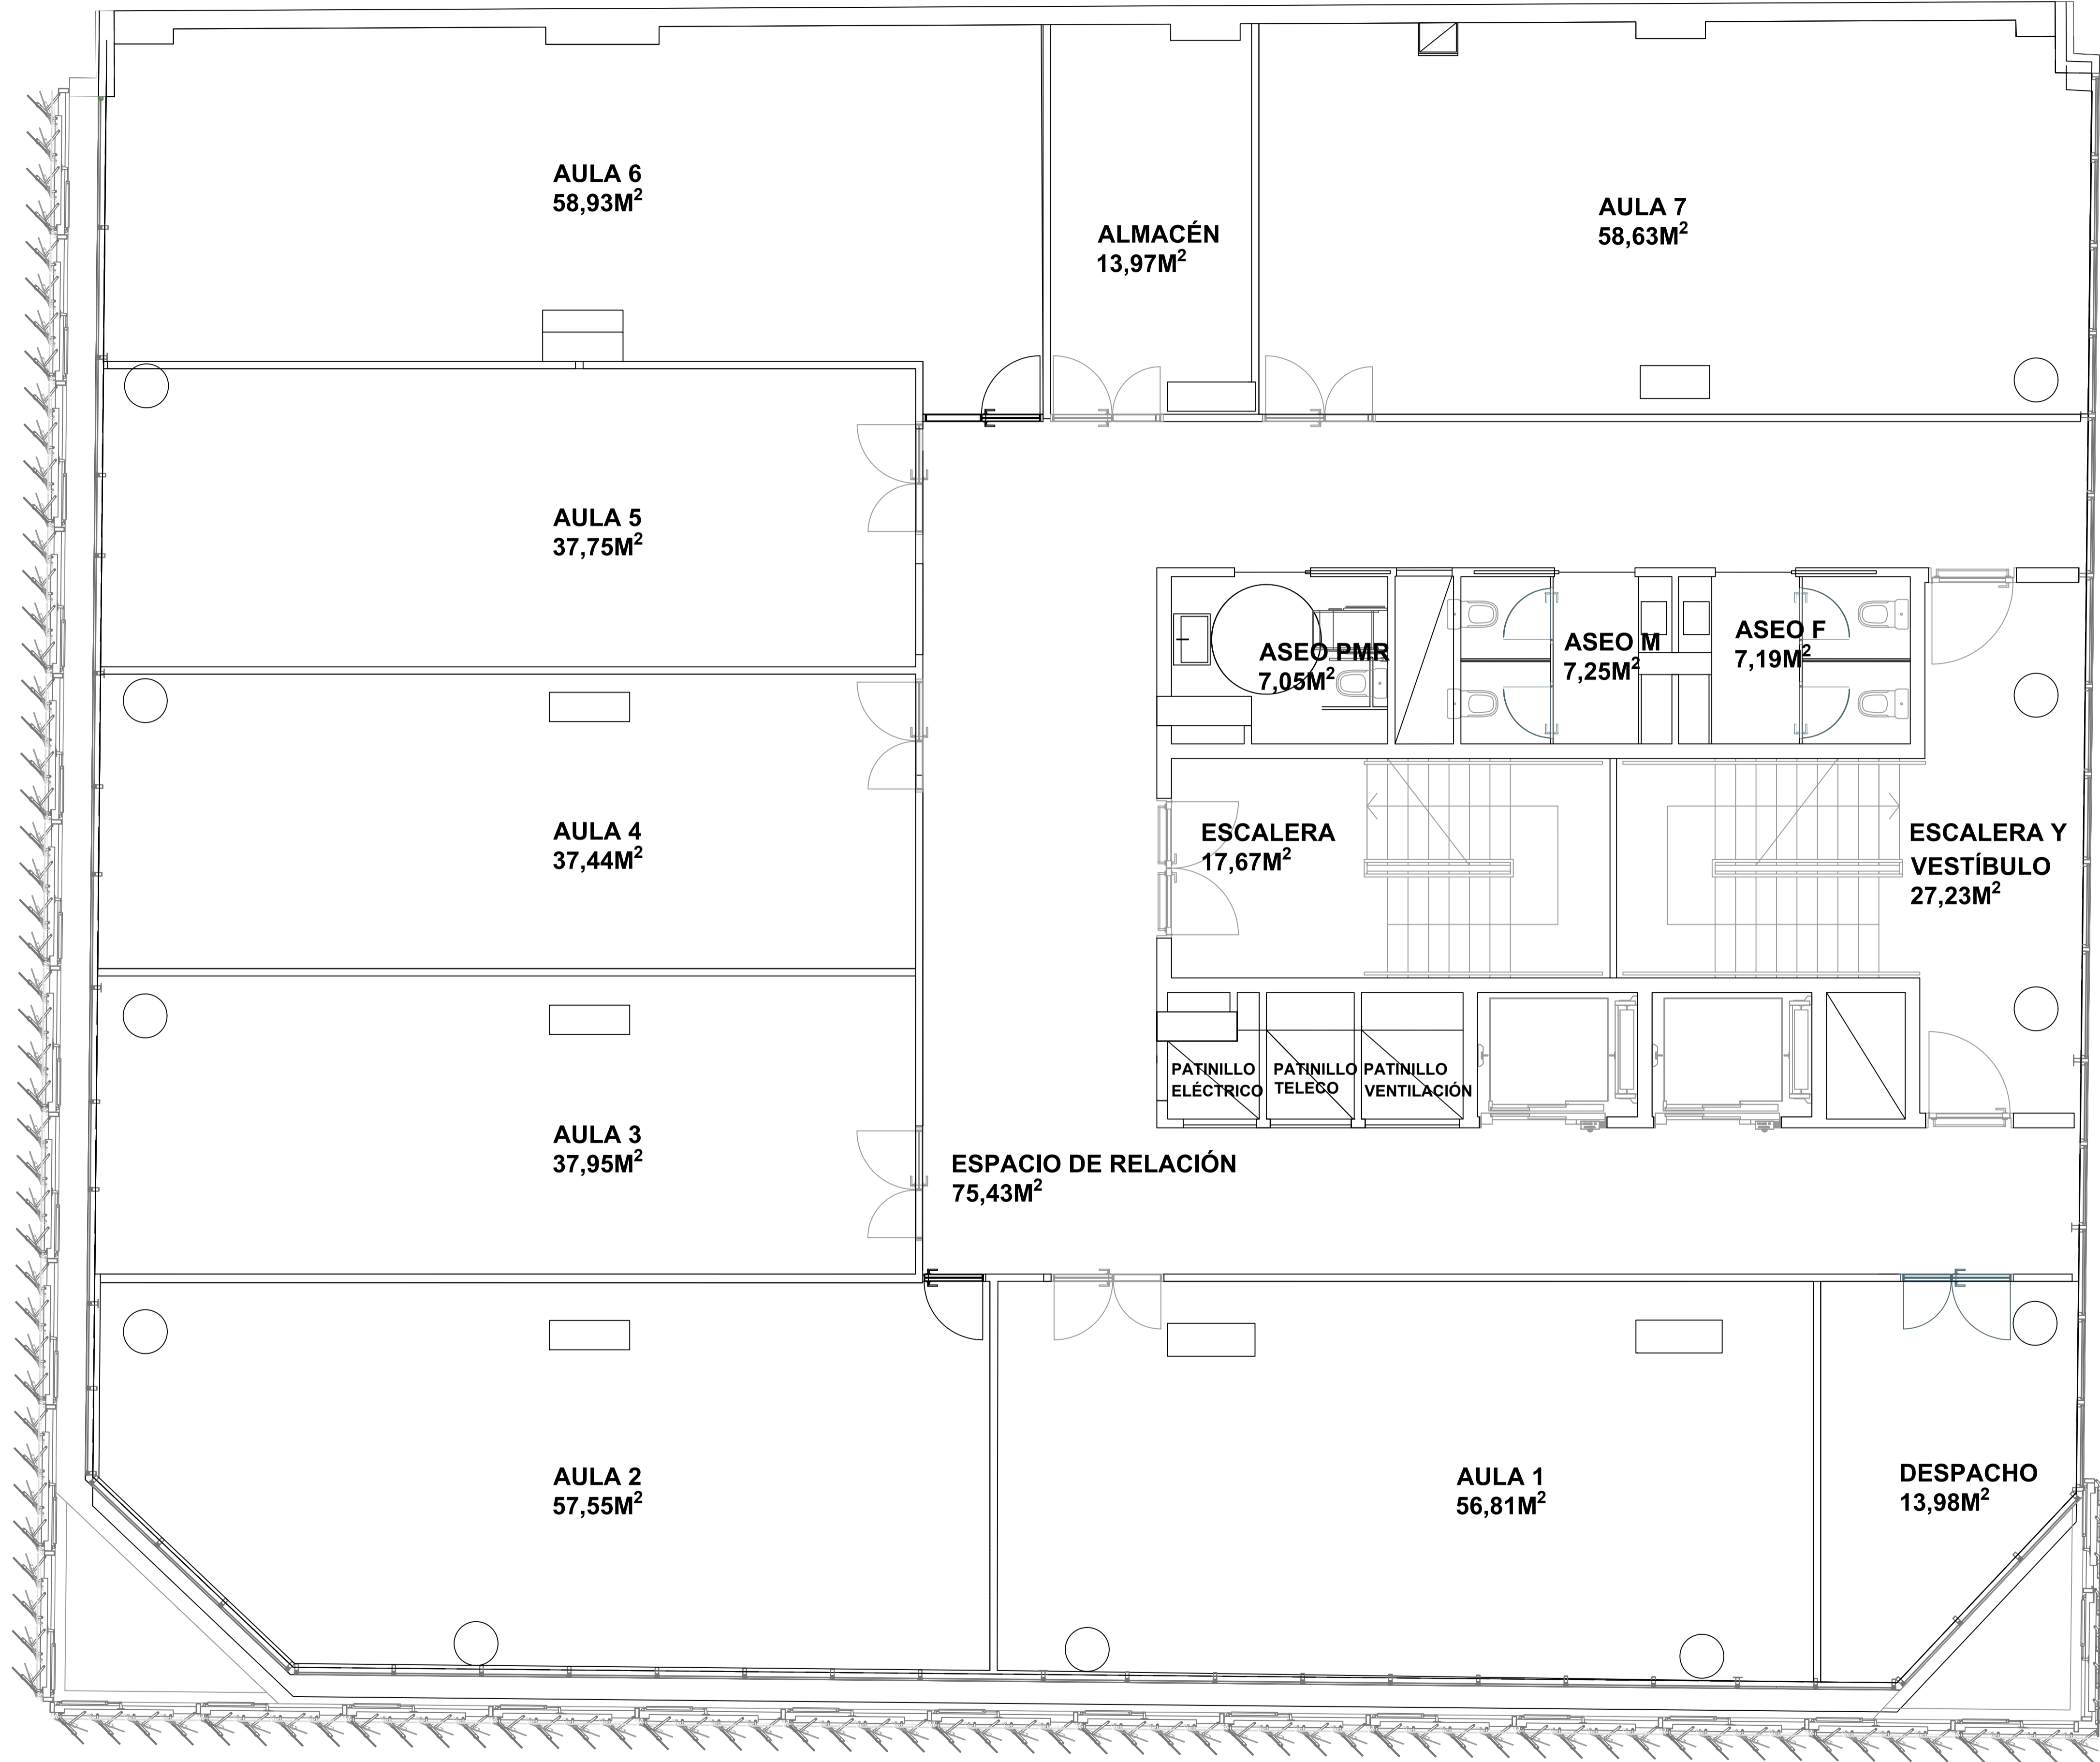 AULA 6
58,93M²
ALMACÉN
13,97M²
AULA 7
58,63M²
AULA 5
37,75M²
ASEO PMR
7,05M²
ASEO M
7,25M²
ASEO F
7,19M²
AULA 4
37,44M²
ESCALERA
17,67M²
ESCALERA Y
VESTÍBULO
27,23M²
PATINILLO
ELÉCTRICO
PATINILLO
TELECO
PATINILLO
VENTILACIÓN
AULA 3
37,95M²
ESPACIO DE RELACIÓN
75,43M²
AULA 2
57,55M²
AULA 1
56,81M²
DESPACHO
13,98M²